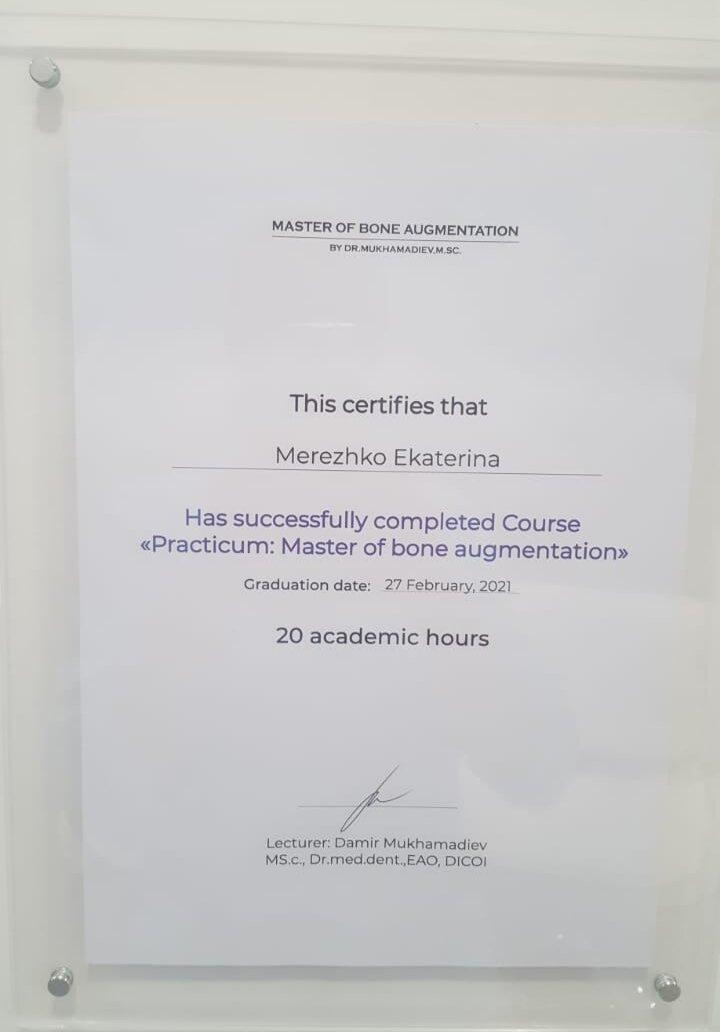 MASTER OF BONE AUGMENTATION
BY DR.MUKHAMADIEV,M.SC.
This certifies that
Merezhko Ekaterina
Has successfully completed Course
«Practicum: Master of bone augmentation»
Graduation date: 27 February, 2021
20 academic hours
Lecturer: Damir Mukhamadiev
MS.c., Dr.med.dent.,EAO, DICOI